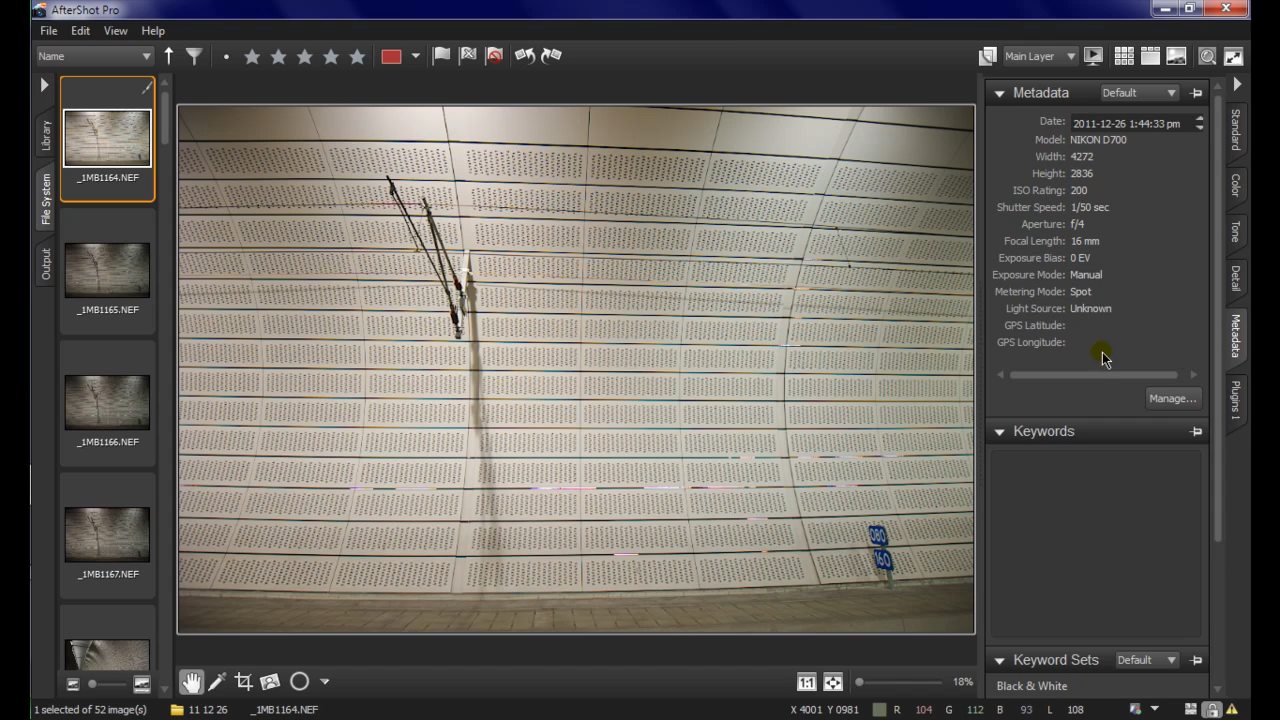 AfterShot Pro
File Edit View Help
Name
Main Layer
Library
File System
Output
_1MB1164.NEF
_1MB1165.NEF
_1MB1166.NEF
_1MB1167.NEF
080
160
Metadata Default
Date: 2011-12-26 1:44:33 pm
Model: NIKON D700
Width: 4272
Height: 2836
ISO Rating: 200
Shutter Speed: 1/50 sec
Aperture: f/4
Focal Length: 16 mm
Exposure Bias: 0 EV
Exposure Mode: Manual
Metering Mode: Spot
Light Source: Unknown
GPS Latitude:
GPS Longitude:
Manage...
Keywords
Keyword Sets Default
Black & White
Standard
Color
Tone
Detail
Metadata
Plugins 1
1:1
18%
1 selected of 52 image(s) 11 12 26 _1MB1164.NEF X 4001 Y 0981 R 104 G 112 B 93 L 108